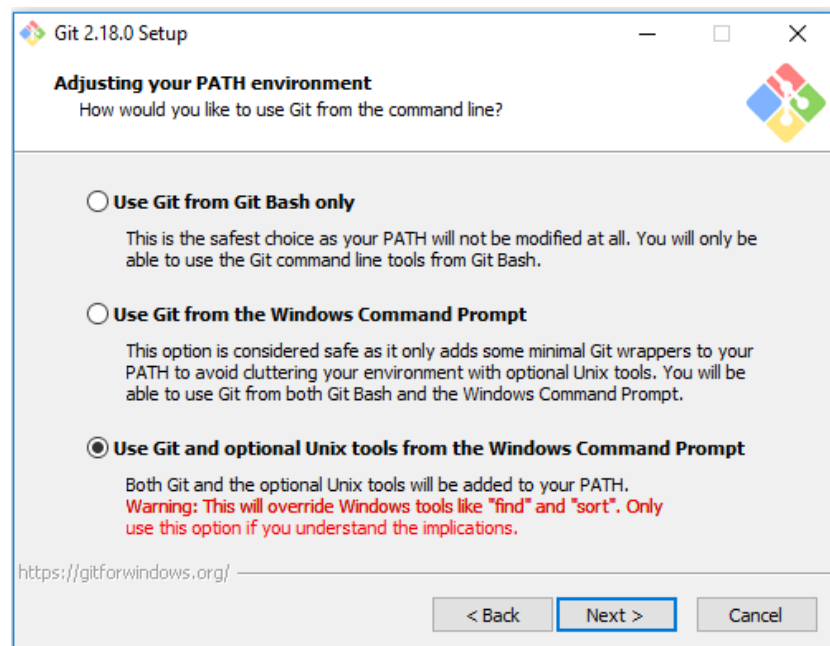 Git 2.18.0 Setup
Adjusting your PATH environment
How would you like to use Git from the command line?
Use Git from Git Bash only
This is the safest choice as your PATH will not be modified at all. You will only be
able to use the Git command line tools from Git Bash.
Use Git from the Windows Command Prompt
This option is considered safe as it only adds some minimal Git wrappers to your
PATH to avoid cluttering your environment with optional Unix tools. You will be
able to use Git from both Git Bash and the Windows Command Prompt.
Use Git and optional Unix tools from the Windows Command Prompt
Both Git and the optional Unix tools will be added to your PATH.
Warning: This will override Windows tools like "find" and "sort". Only
use this option if you understand the implications.
https://gitforwindows.org/
< Back Next > Cancel